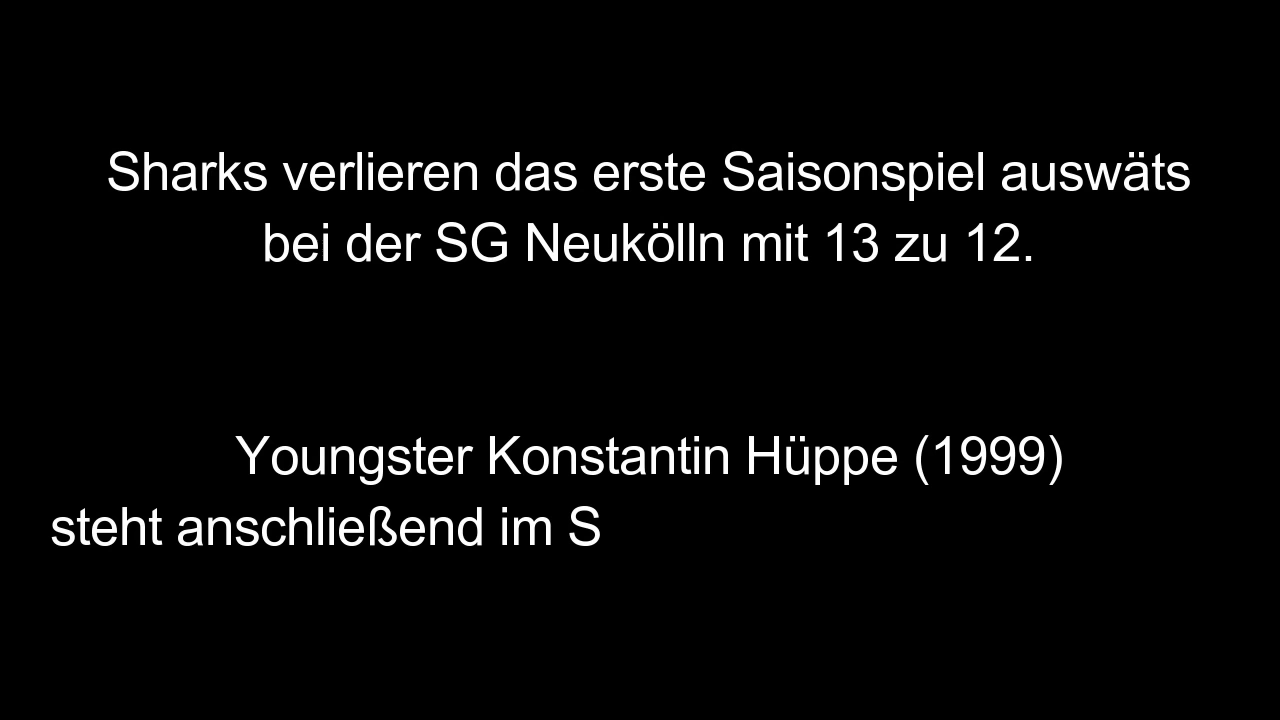 Sharks verlieren das erste Saisonspiel auswäts
bei der SG Neukölln mit 13 zu 12.
Youngster Konstantin Hüppe (1999)
steht anschließend im S